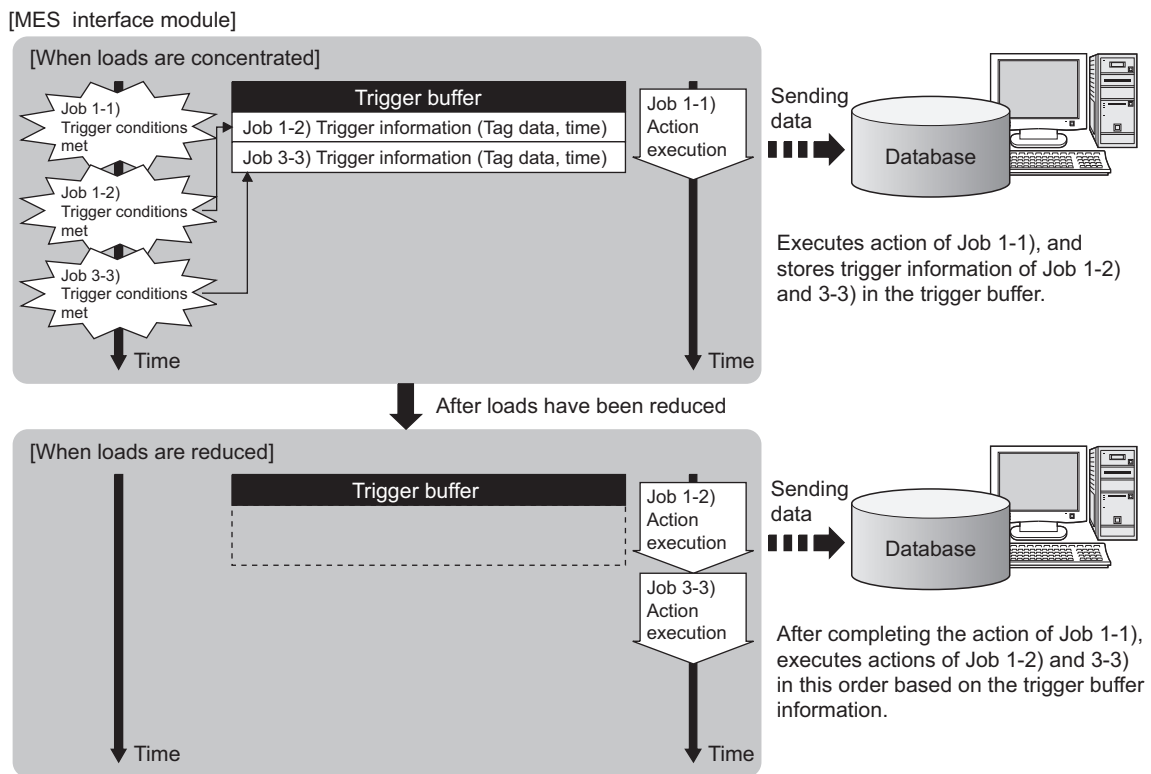 [MES interface module]
[When loads are concentrated]
Job 1-1)
Trigger conditions
met
Job 1-2)
Trigger conditions
met
Job 3-3)
Trigger conditions
met
Time
Trigger buffer
Job 1-2) Trigger information (Tag data, time)
Job 3-3) Trigger information (Tag data, time)
Job 1-1)
Action
execution
Time
Sending
data
Database
Executes action of Job 1-1), and
stores trigger information of Job 1-2)
and 3-3) in the trigger buffer.
After loads have been reduced
[When loads are reduced]
Time
Trigger buffer
Job 1-2)
Action
execution
Job 3-3)
Action
execution
Time
Sending
data
Database
After completing the action of Job 1-1),
executes actions of Job 1-2) and 3-3)
in this order based on the trigger buffer
information.